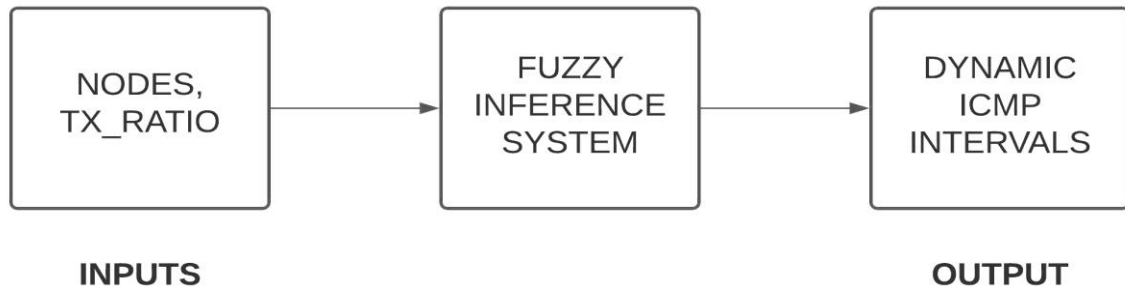 NODES,
TX_RATIO
FUZZY
INFERENCE
SYSTEM
DYNAMIC
ICMP
INTERVALS
INPUTS
OUTPUT